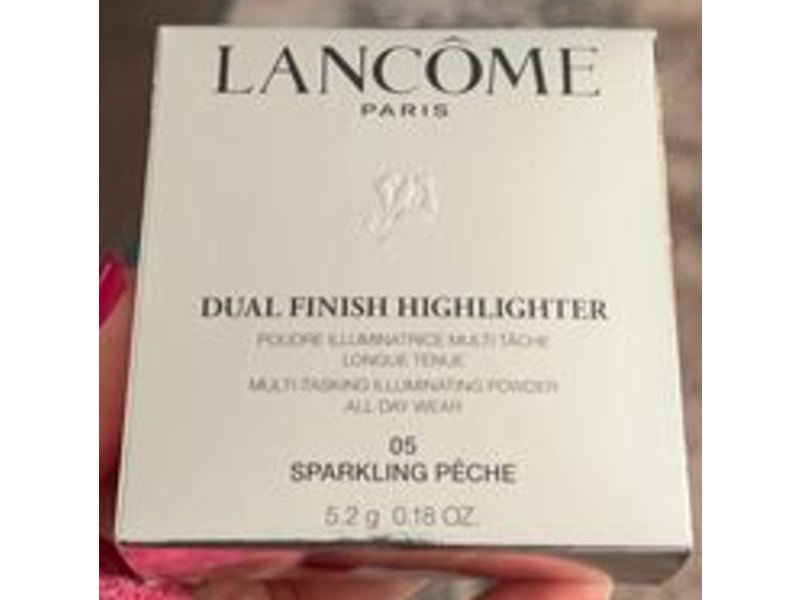 LANCÔME
PARIS
DUAL FINISH HIGHLIGHTER
POUDRE ILLUMINATRICE MULTI-TÂCHE
LONGUE TENUE
MULTI-TASKING ILLUMINATING POWDER
ALL DAY WEAR
05
SPARKLING PÊCHE
5.2 g 0.18 OZ.